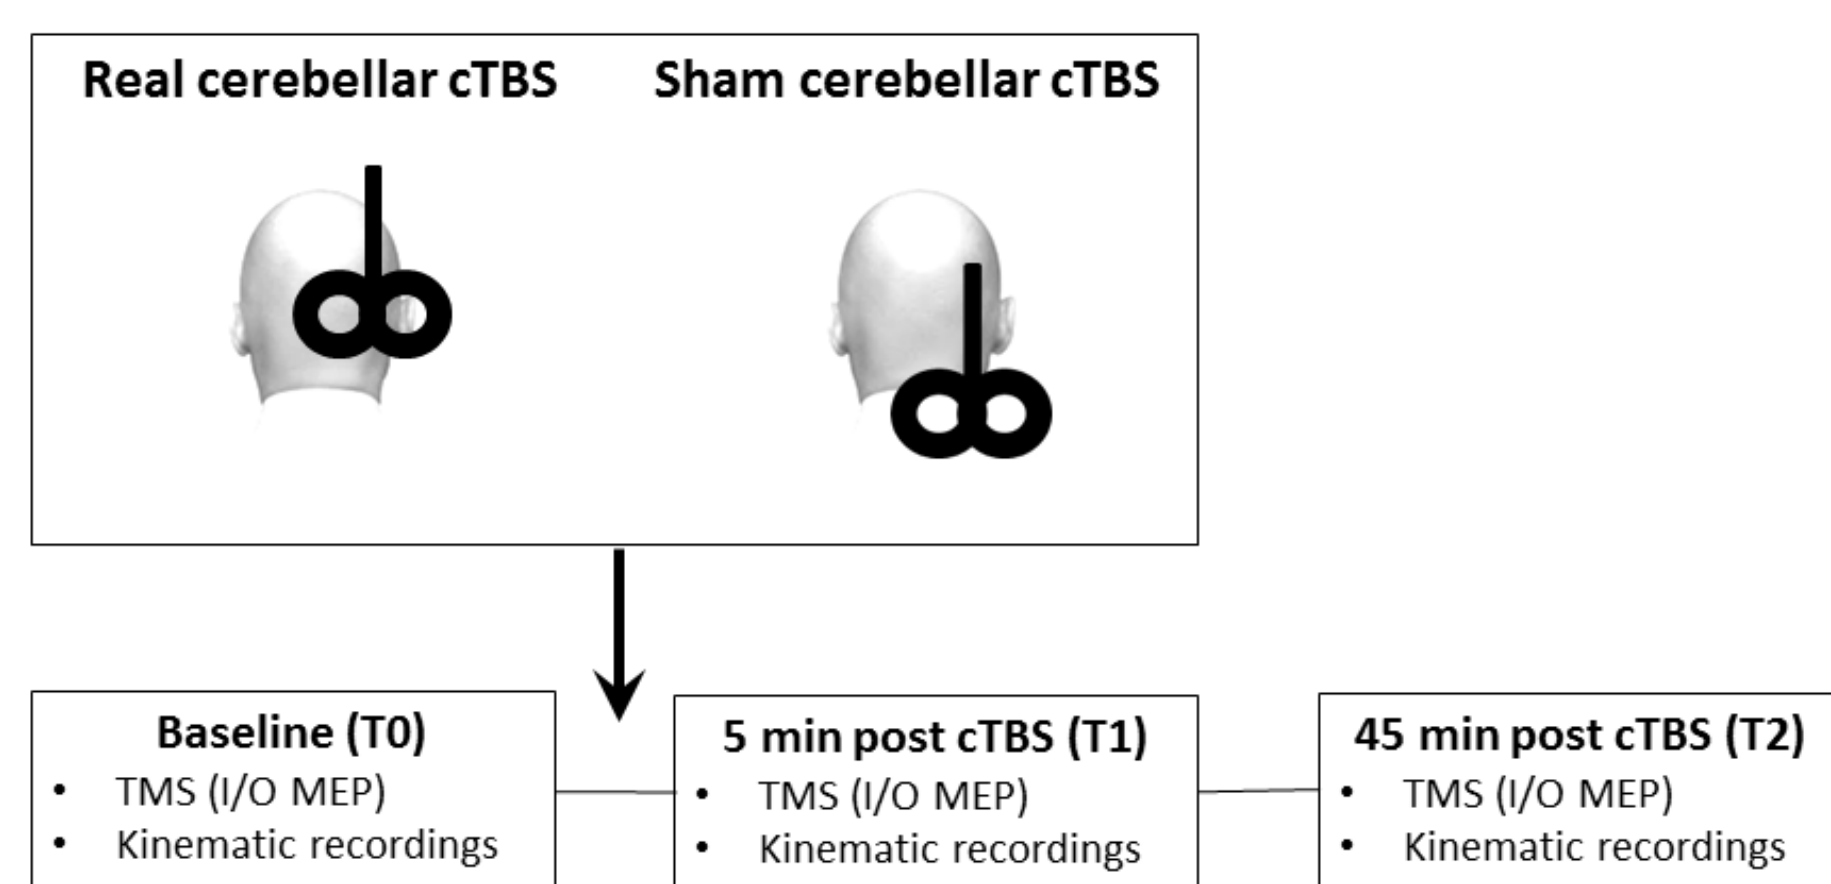 Real cerebellar cTBS
Sham cerebellar cTBS
Baseline (T0)
• TMS (I/O MEP)
• Kinematic recordings
5 min post cTBS (T1)
• TMS (I/O MEP)
• Kinematic recordings
45 min post cTBS (T2)
• TMS (I/O MEP)
• Kinematic recordings